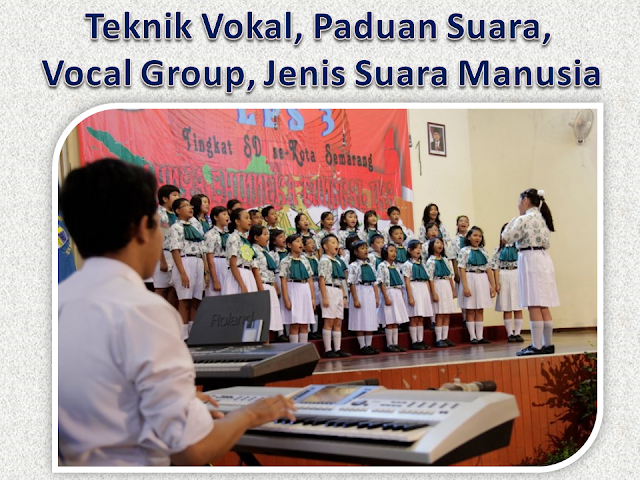 Teknik Vokal, Paduan Suara,
Vocal Group, Jenis Suara Manusia
Tingkat SD se-Kota Semarang
Roland